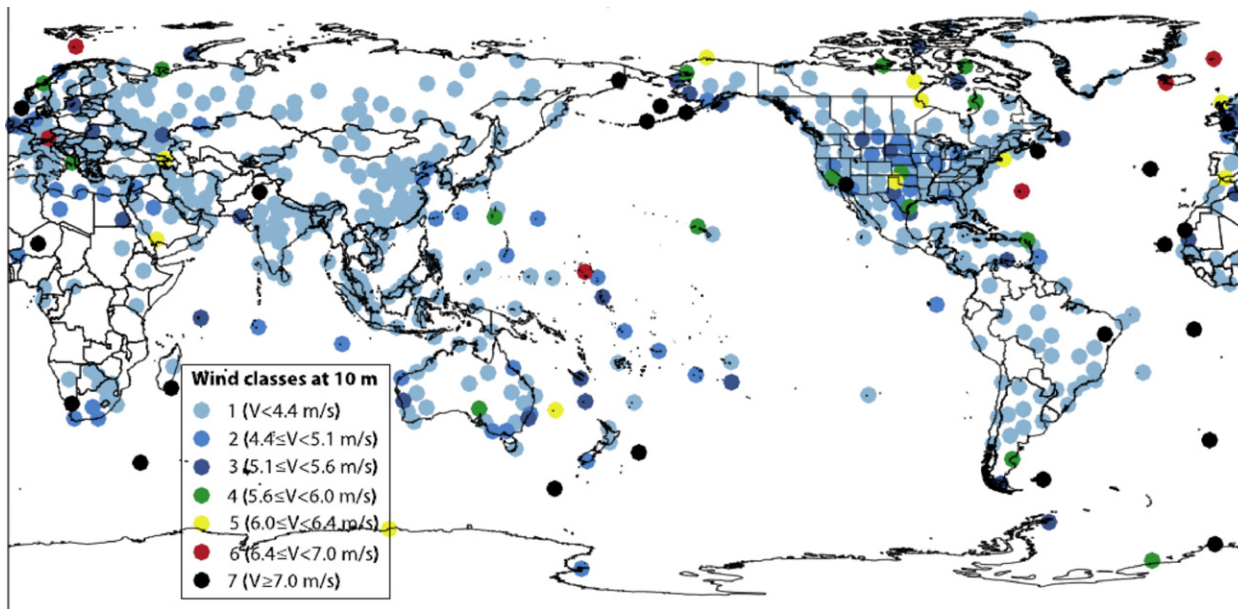 Wind classes at 10 m
1 (V<4.4 m/s)
2 (4.4≤V<5.1 m/s)
3 (5.1≤V<5.6 m/s)
4 (5.6≤V<6.0 m/s)
5 (6.0≤V<6.4 m/s)
6 (6.4≤V<7.0 m/s)
7 (V≥7.0 m/s)